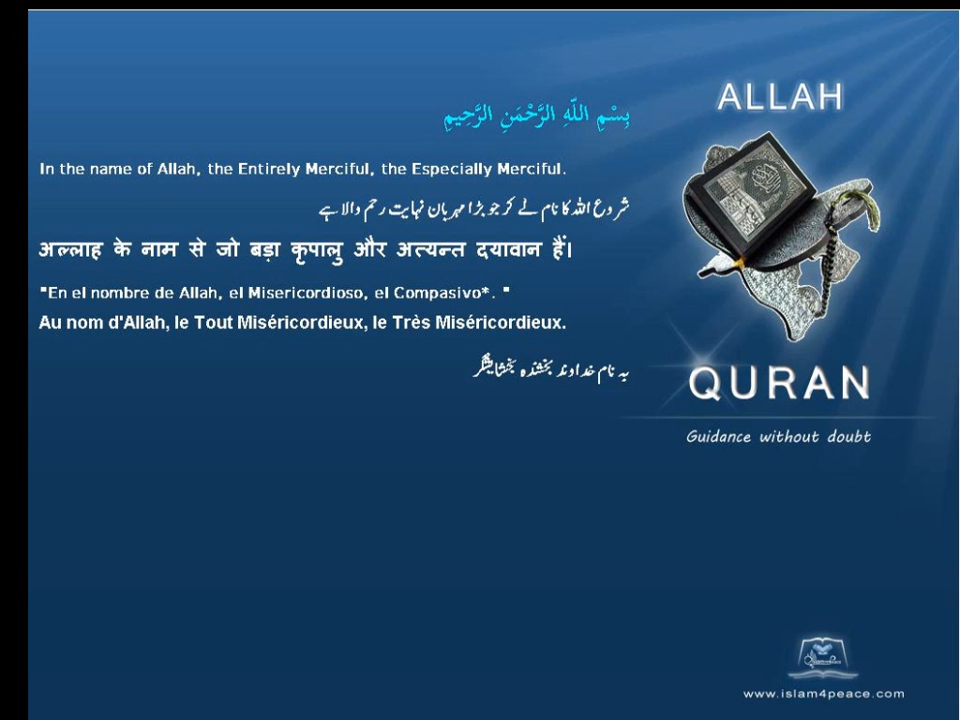 بِسْمِ اللَّهِ الرَّحْمَنِ الرَّحِيمِ
In the name of Allah, the Entirely Merciful, the Especially Merciful.
شروع اللہ کا نام لے کر جو بڑا مہربان نہایت رحم والا ہے
अल्लाह के नाम से जो बड़ा कृपालु और अत्यन्त दयावान हैं।
"En el nombre de Allah, el Misericordioso, el Compasivo*. "
Au nom d'Allah, le Tout Miséricordieux, le Très Miséricordieux.
به نام خداوند بخشنده بخشایشگر
ALLAH
QURAN
Guidance without doubt
www.islam4peace.com